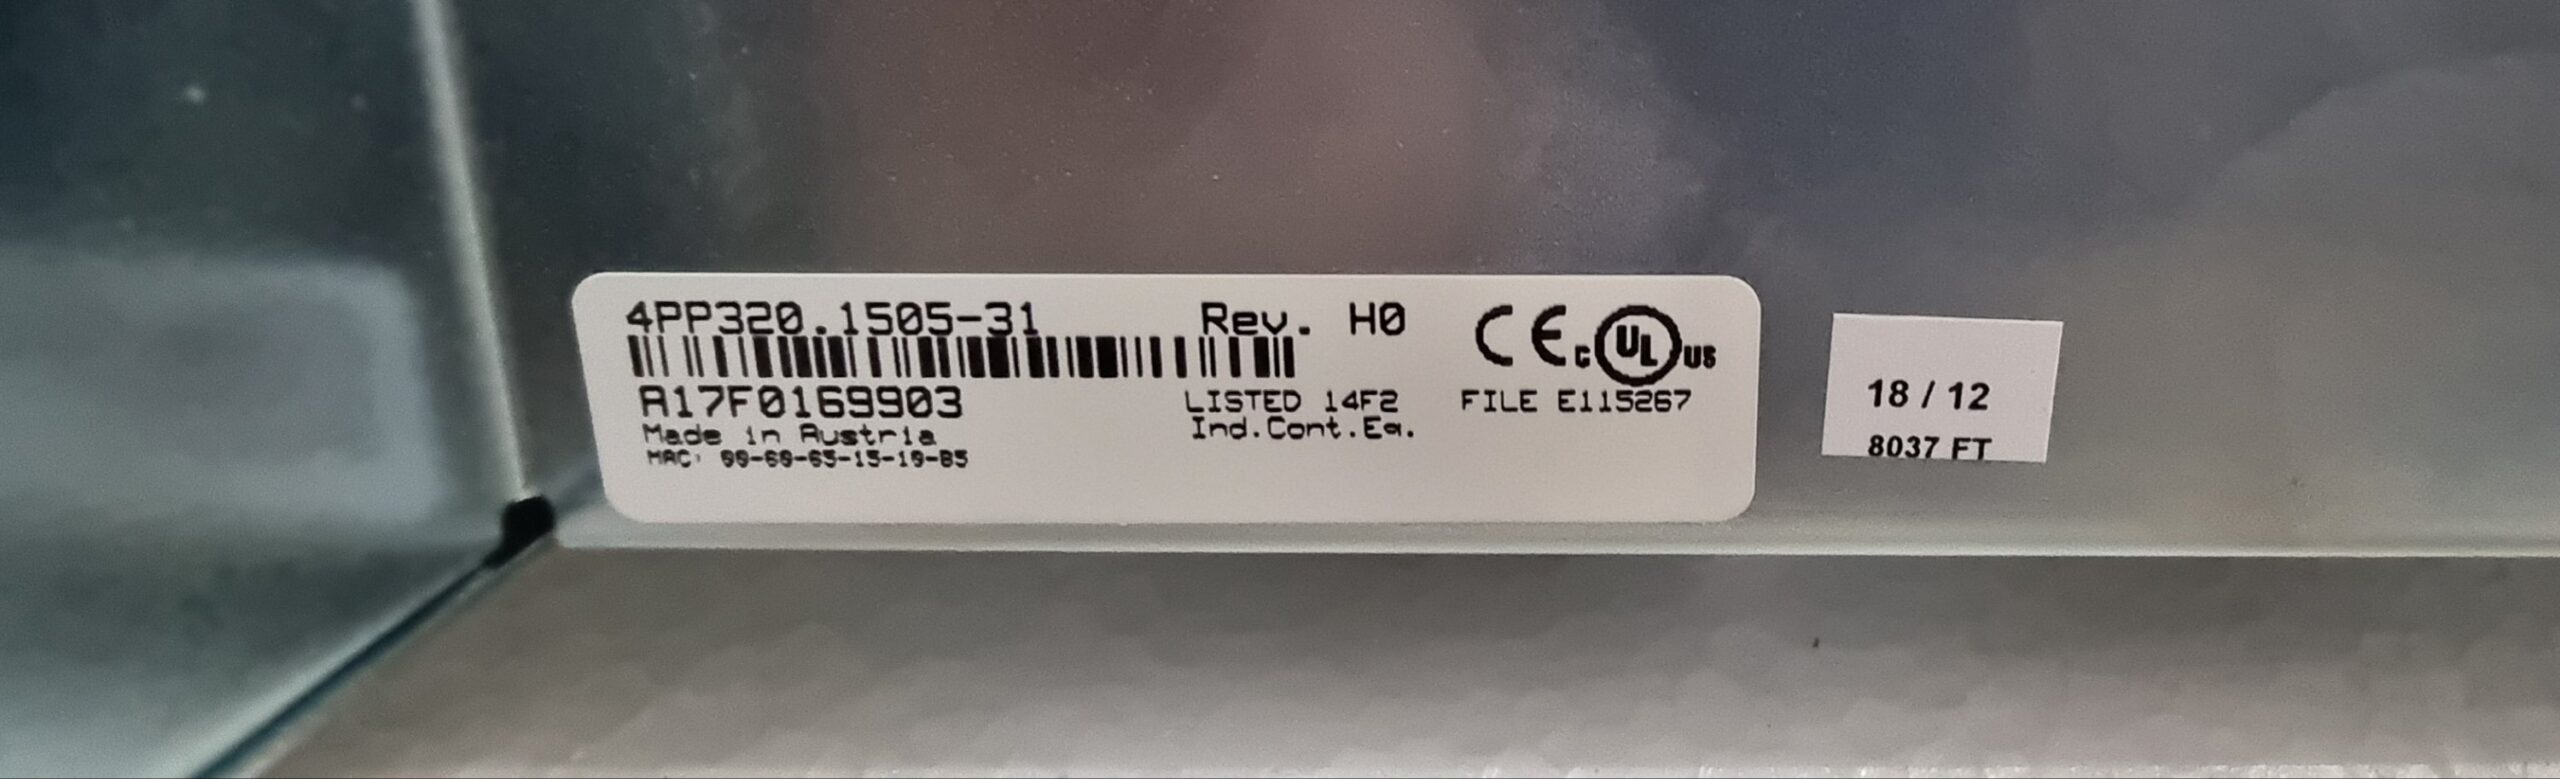 4PP320.1505-31 Rev. H0 CE c UL us
A17F0169903 LISTED 14F2 FILE E115267
Made in Austria Ind.Cont.Eq.
MAC: 00-60-65-15-19-B5
18 / 12
8037 FT